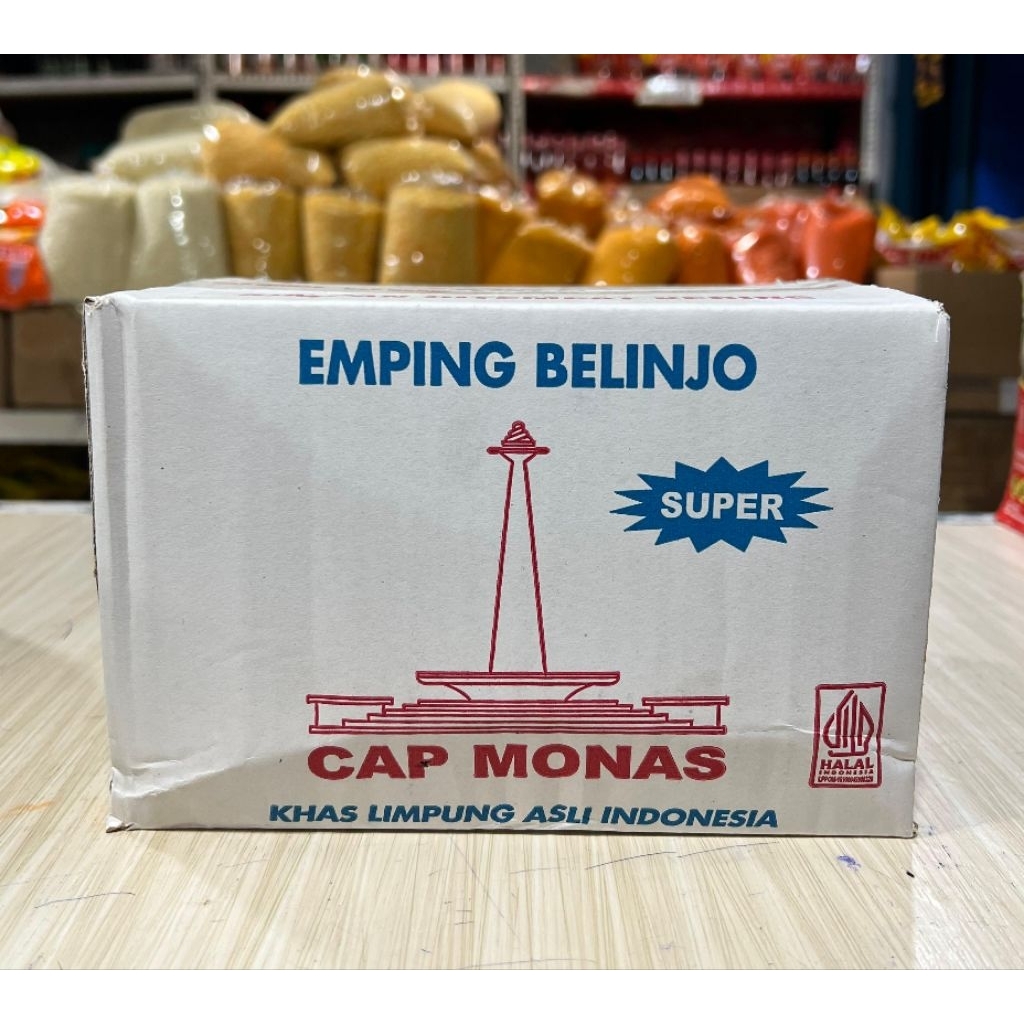 EMPING BELINJO
SUPER
CAP MONAS
HALAL
INDONESIA
KHAS LIMPUNG ASLI INDONESIA